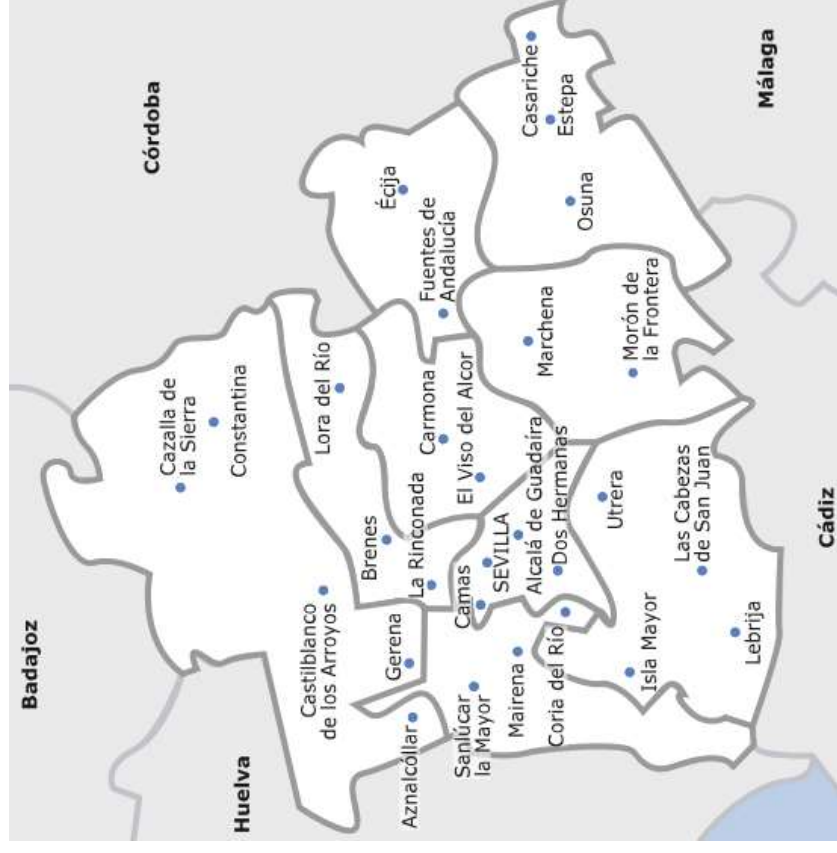 Badajoz
Córdoba
Huelva
Málaga
Cádiz
Cazalla de
la Sierra
Constantina
Lora del Río
Écija
Fuentes de
Andalucía
Castilblanco
de los Arroyos
Brenes
La Rinconada
Carmona
El Viso del Alcor
Gerena
Aznalcóllar
Camas
SEVILLA
Alcalá de Guadaíra
Dos Hermanas
Sanlúcar
la Mayor
Mairena
Coria del Río
Casariche
Estepa
Osuna
Marchena
Morón de
la Frontera
Utrera
Las Cabezas
de San Juan
Isla Mayor
Lebrija